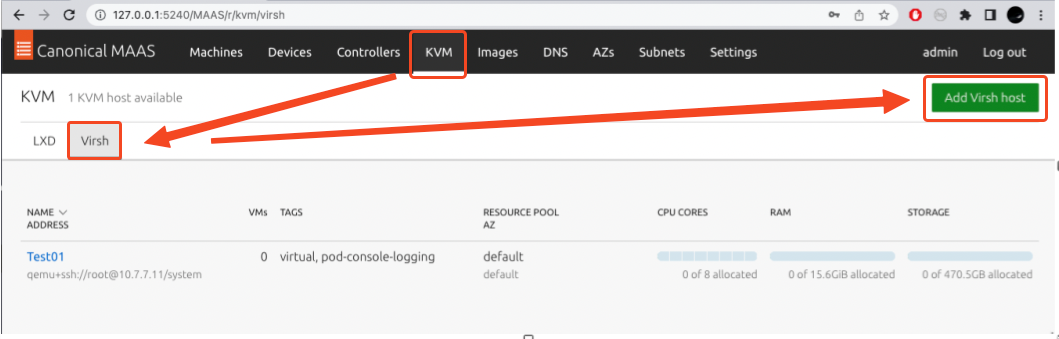 127.0.0.1:5240/MAAS/r/kvm/virsh
Canonical MAAS Machines Devices Controllers KVM Images DNS AZs Subnets Settings admin Log out
KVM 1 KVM host available Add Virsh host
LXD Virsh
NAME VMs TAGS RESOURCE POOL CPU CORES RAM STORAGE
ADDRESS AZ
Test01 0 virtual, pod-console-logging default
qemu+ssh://root@10.7.7.11/system default 0 of 8 allocated 0 of 15.6GiB allocated 0 of 470.5GB allocated